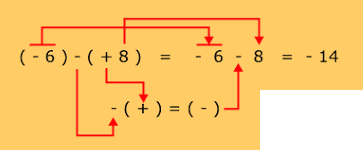 ( - 6 ) - ( + 8 ) = - 6 - 8 = - 14
- ( + ) = ( - )